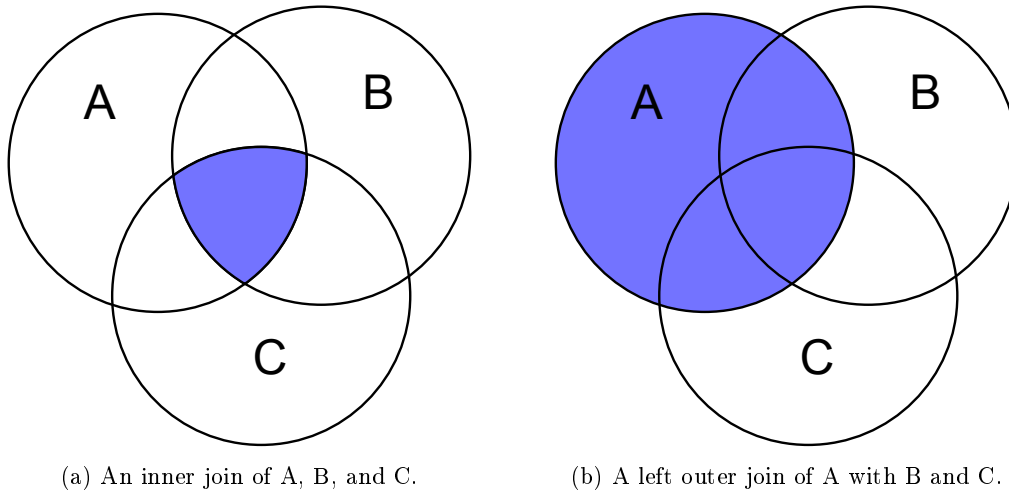 A
B
C
(a) An inner join of A, B, and C.
A
B
C
(b) A left outer join of A with B and C.